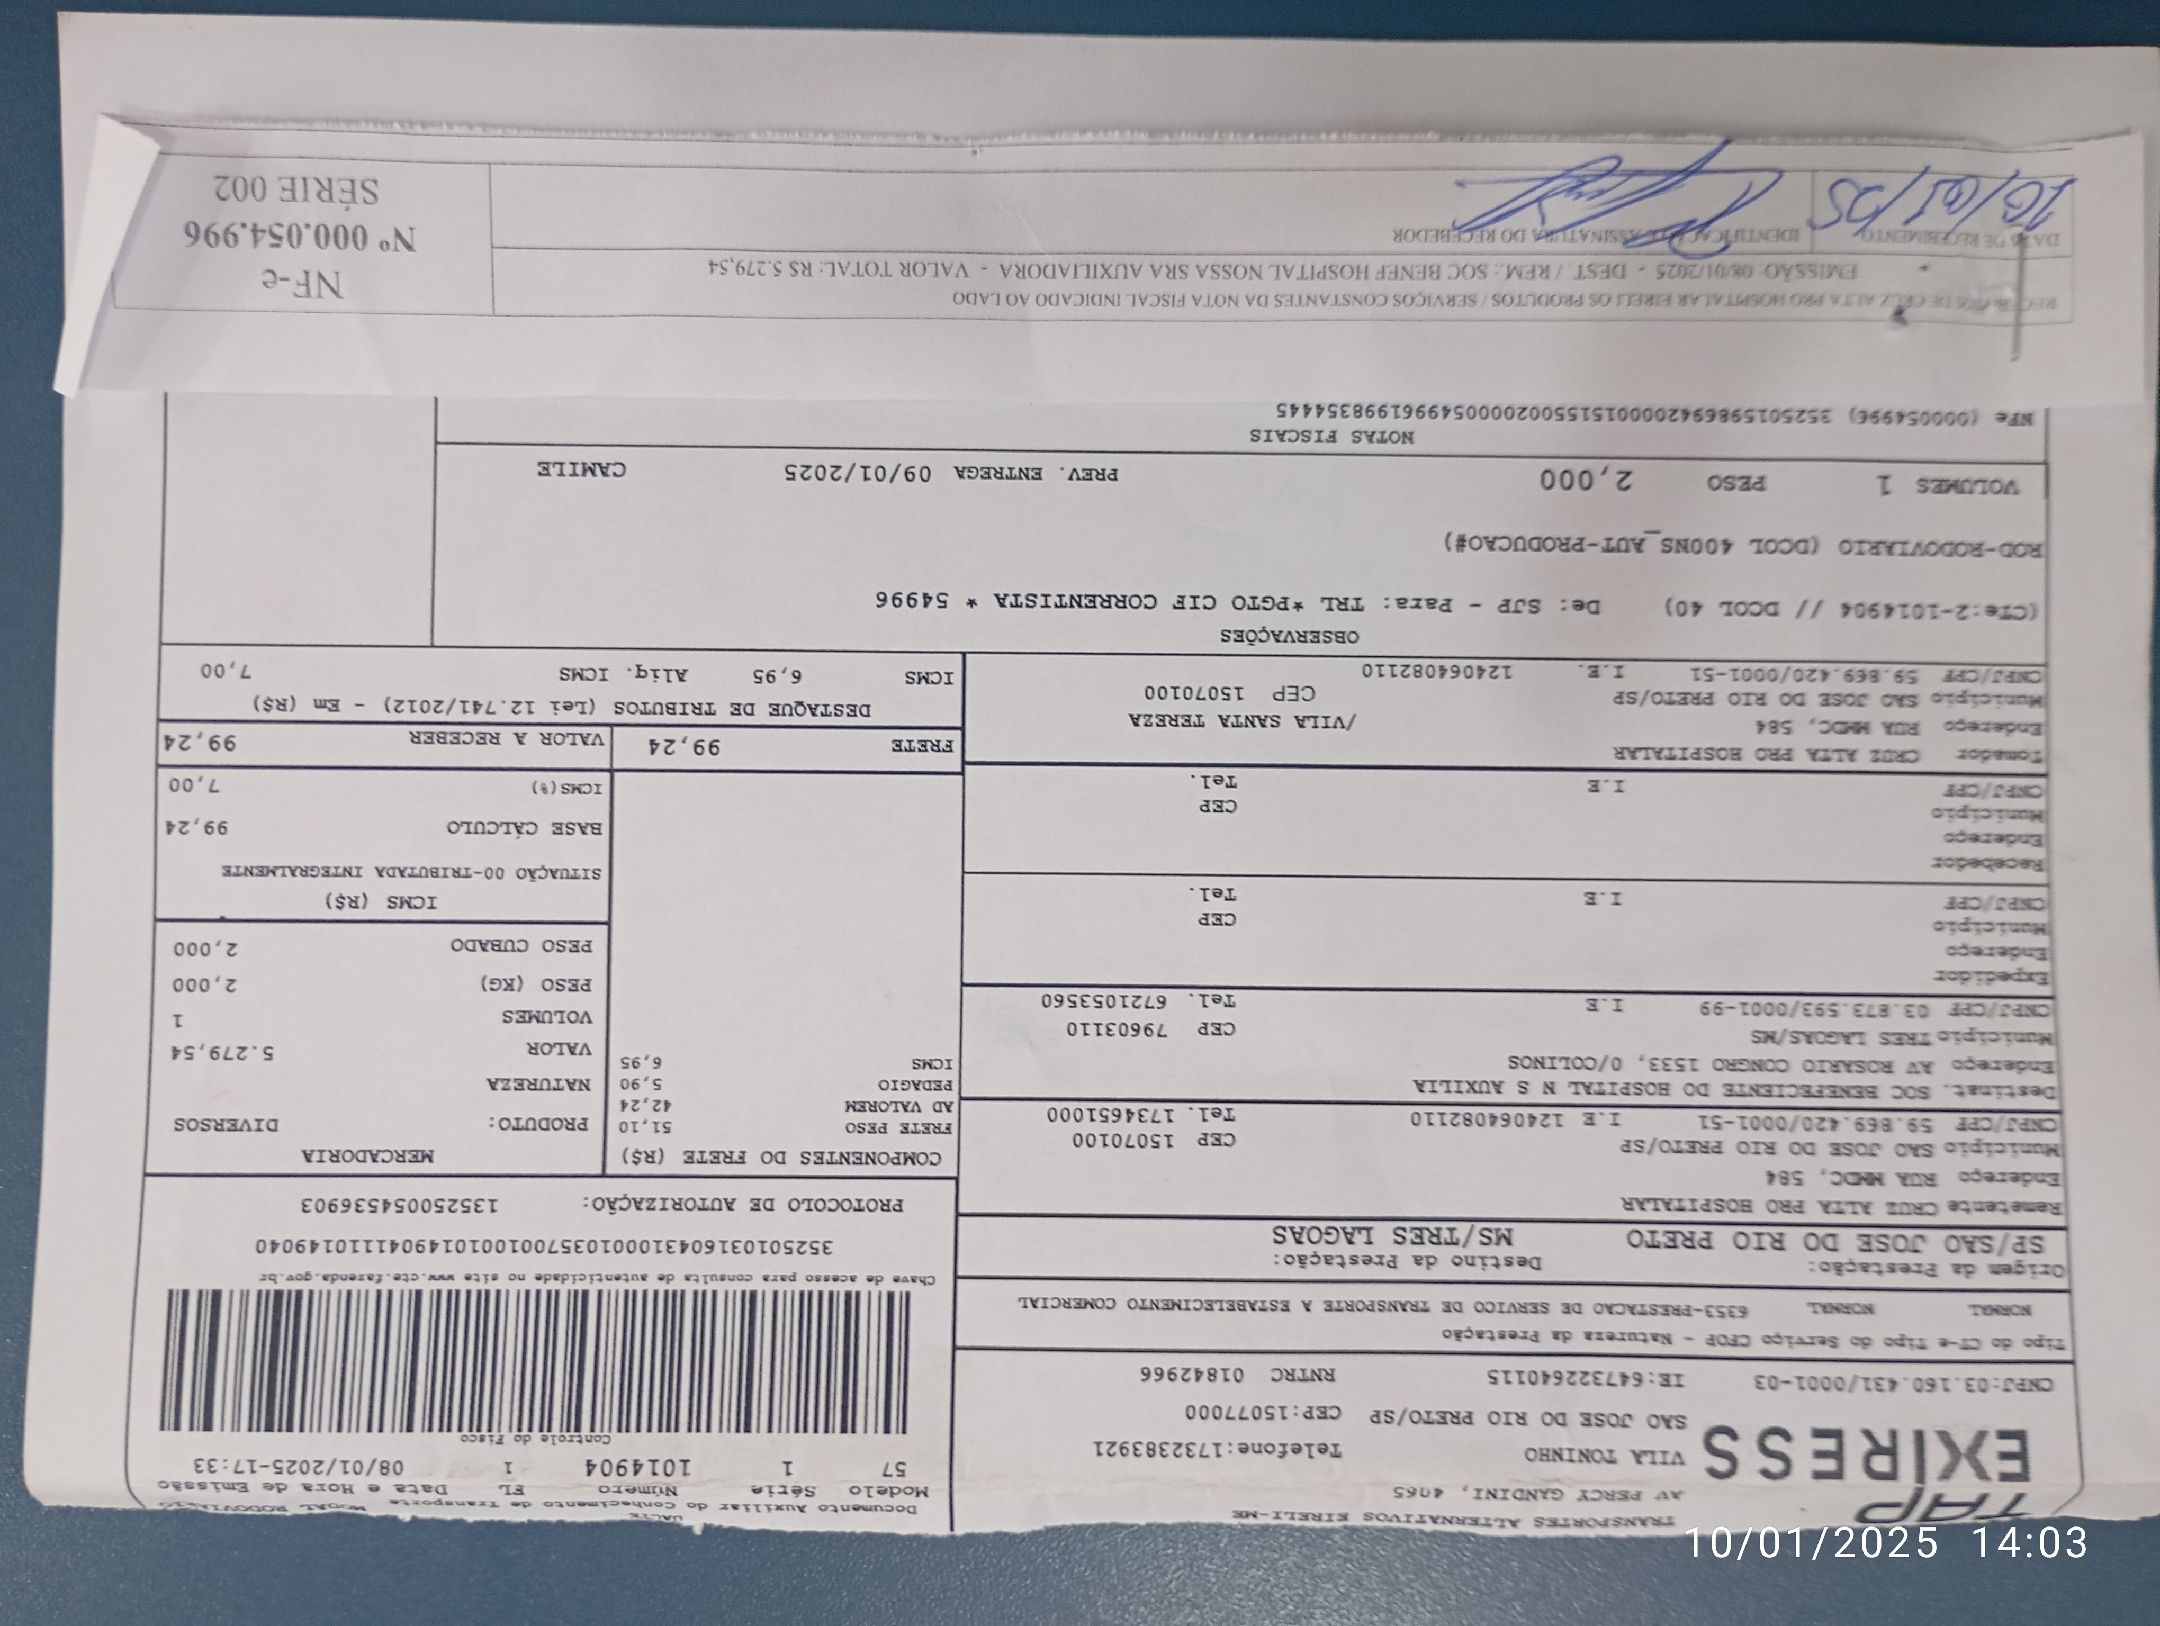 TRANSPORTES ALTERNATIVOS EIRELI-ME
TAP
EXPRESS
AV PERCY GANDINI, 4065
VILA TONINHO Telefone:1732383921
SAO JOSE DO RIO PRETO/SP CEP:15077000
CNPJ:03.160.431/0001-03 IE:647322640115 RNTRC 01842966
Documento Auxiliar do Conhecimento de Transporte MODAL RODOVIARIO
Modelo Série Número FL Data e Hora de Emissão
57 1 1014904 1 08/01/2025-17:33
Controle do Fisco
Chave de acesso para consulta de autenticidade no site www.cte.fazenda.gov.br
35250103160431000103570010010149041110149040
PROTOCOLO DE AUTORIZAÇÃO: 135250054536903
Tipo do CT-e Tipo do Serviço CFOP - Natureza da Prestação
NORMAL NORMAL 6353-PRESTACAO DE SERVICO DE TRANSPORTE A ESTABELECIMENTO COMERCIAL
Origem da Prestação: Destino da Prestação:
SP/SAO JOSE DO RIO PRETO MS/TRES LAGOAS
Remetente CRUZ ALTA PRO HOSPITALAR
Endereço RUA MMDC, 584
Município SAO JOSE DO RIO PRETO/SP CEP 15070100
CNPJ/CPF 59.869.420/0001-51 I.E 124064082110 Tel. 1734651000
Destinat. SOC BENEFECIENTE DO HOSPITAL N S AUXILIA
Endereço AV ROSARIO CONGRO 1533, 0/COLINOS
Município TRES LAGOAS/MS CEP 79603110
CNPJ/CPF 03.873.593/0001-99 I.E Tel. 6721053560
Expedidor
Endereço
Município CEP
CNPJ/CPF I.E Tel.
Recebedor
Endereço
Município CEP
CNPJ/CPF I.E Tel.
Tomador CRUZ ALTA PRO HOSPITALAR
Endereço RUA MMDC, 584 /VILA SANTA TEREZA
Município SAO JOSE DO RIO PRETO/SP CEP 15070100
CNPJ/CPF 59.869.420/0001-51 I.E. 124064082110
COMPONENTES DO FRETE (R$)
FRETE PESO 51,10
AD VALOREM 42,24
PEDAGIO 5,90
ICMS 6,95
MERCADORIA
PRODUTO: DIVERSOS
NATUREZA
VALOR 5.279,54
VOLUMES 1
PESO (KG) 2,000
PESO CUBADO 2,000
ICMS (R$)
SITUAÇÃO 00-TRIBUTADA INTEGRALMENTE
BASE CÁLCULO 99,24
ICMS(%) 7,00
FRETE 99,24 VALOR A RECEBER 99,24
DESTAQUE DE TRIBUTOS (Lei 12.741/2012) - Em (R$)
ICMS 6,95 Aliq. ICMS 7,00
OBSERVAÇÕES
(CTe:2-1014904 // DCOL 40) De: SJP - Para: TRL *PGTO CIF CORRENTISTA * 54996
ROD-RODOVIARIO (DCOL 400NS_AUT-PRODUCAO#)
VOLUMES 1 PESO 2,000 PREV. ENTREGA 09/01/2025 CAMILE
NOTAS FISCAIS
NFe (000054996) 35250159869420000151550020000549961998354445
RECEBEMOS DE CRUZ ALTA PRO HOSPITALAR EIRELI OS PRODUTOS / SERVIÇOS CONSTANTES DA NOTA FISCAL INDICADO AO LADO
EMISSÃO: 08/01/2025 - DEST. / REM.: SOC BENEF HOSPITAL NOSSA SRA AUXILIADORA - VALOR TOTAL: R$ 5.279,54
DATA DE RECEBIMENTO IDENTIFICAÇÃO E ASSINATURA DO RECEBEDOR
10/01/25
NF-e
Nº 000.054.996
SÉRIE 002
10/01/2025 14:03